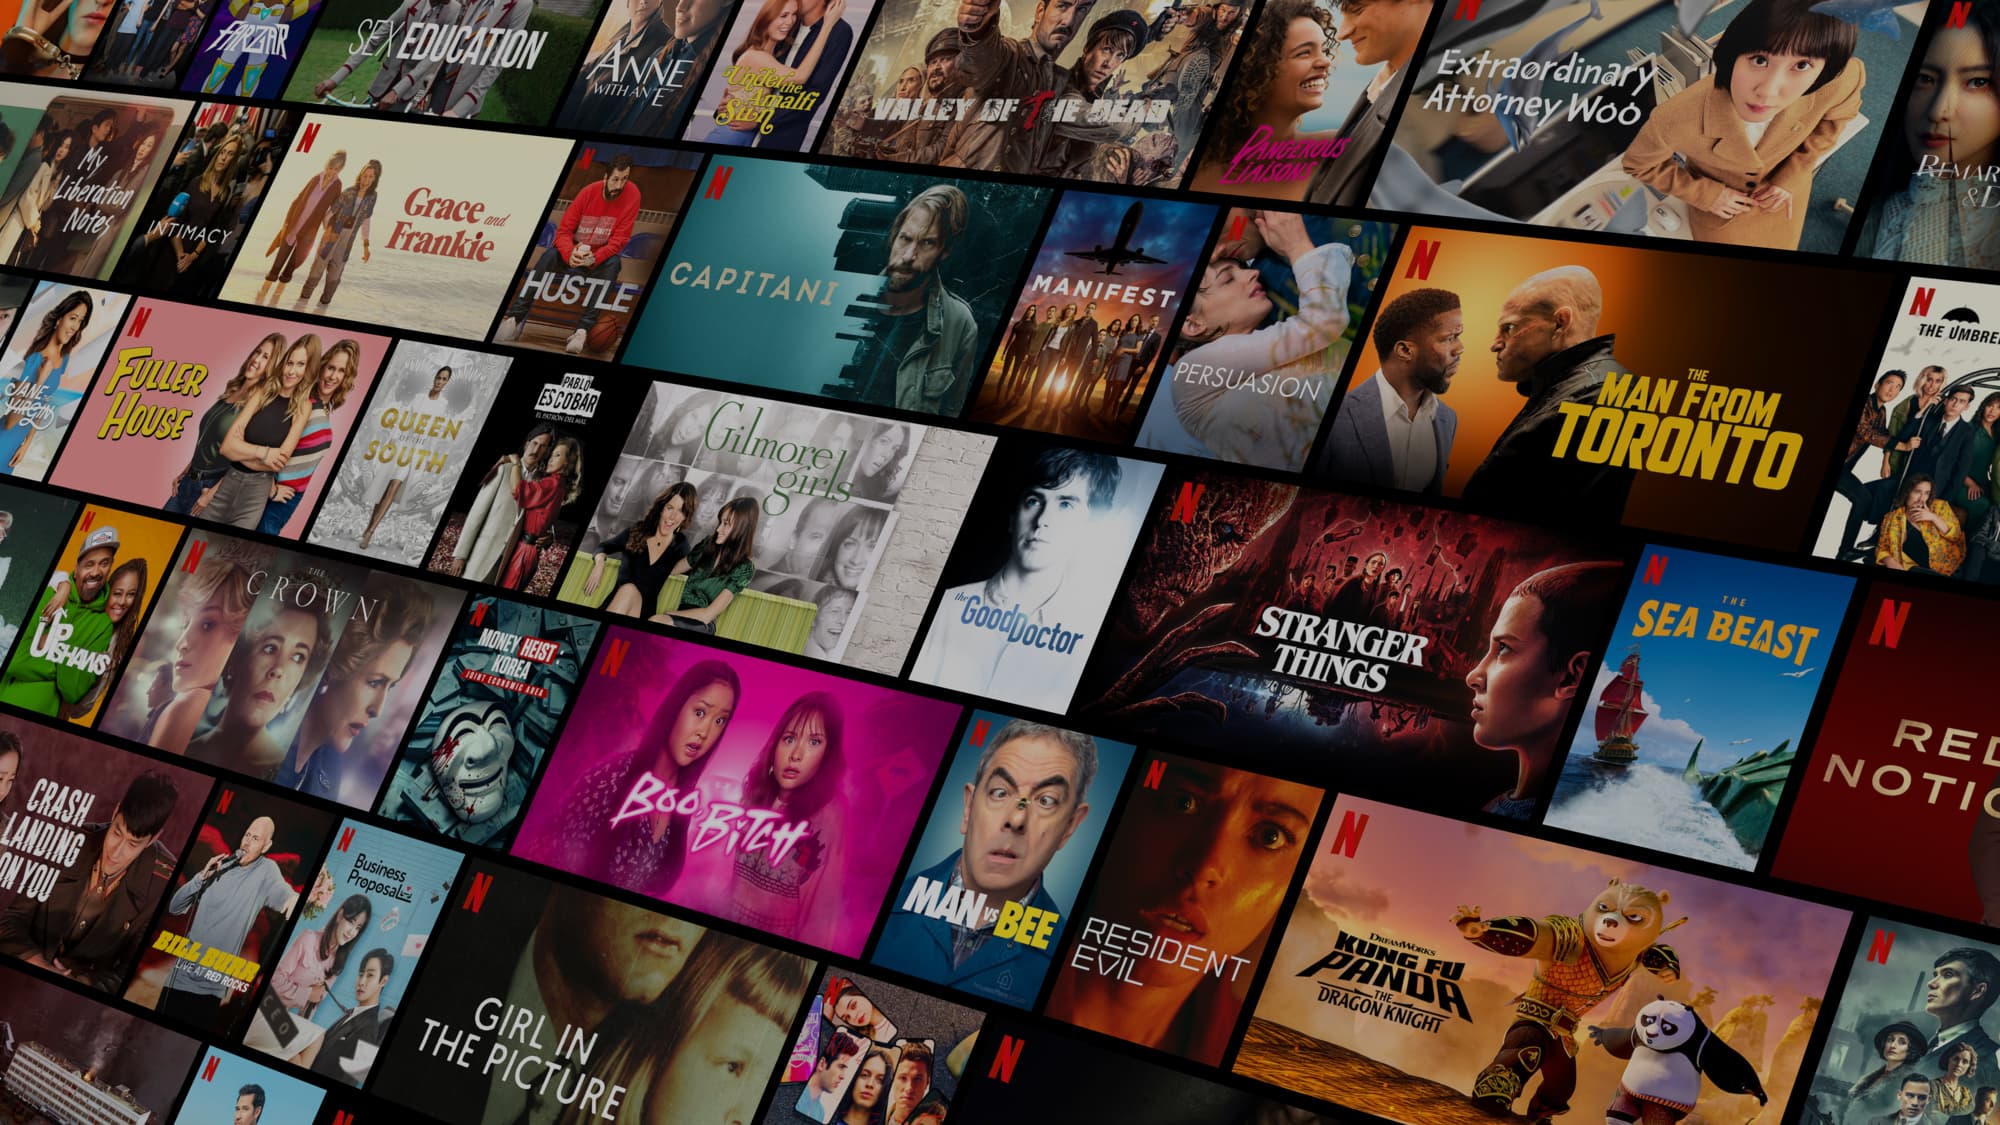 FARZAR
SEX EDUCATION
ANNE
WITH AN "E"
Under the
Amalfi
Sun
VALLEY OF THE DEAD
DANGEROUS
LIAISONS
Extraordinary
Attorney Woo
My
Liberation
Notes
INTIMACY
Grace and
Frankie
HUSTLE
CAPITANI
MANIFEST
PERSUASION
THE
MAN FROM
TORONTO
JANE THE
VIRGIN
FULLER
HOUSE
QUEEN
OF THE
SOUTH
PABLO
ESCOBAR
EL PATRÓN DEL MAL
Gilmore
girls
the
Good Doctor
STRANGER
THINGS
THE
SEA BEAST
THE
UPSHAWS
THE
CROWN
MONEY HEIST
KOREA
JOINT ECONOMIC AREA
BOO, BITCH
MAN VS BEE
RESIDENT
EVIL
DREAMWORKS
KUNG FU
PANDA
THE
DRAGON KNIGHT
CRASH
LANDING
ON YOU
BILL BURR
LIVE AT RED ROCKS
Business
Proposal
CEO
GIRL IN
THE PICTURE